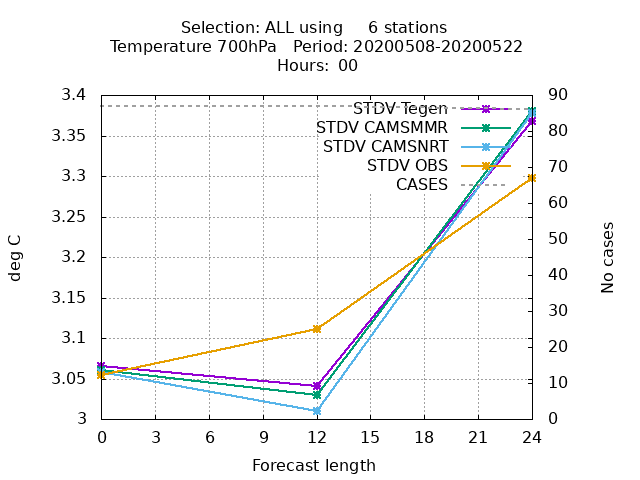 Selection: ALL using     6 stations
Temperature 700hPa   Period: 20200508-20200522
Hours:  00
STDV Tegen
STDV CAMSMMR
STDV CAMSNRT
STDV OBS
CASES
deg C
3.4
3.35
3.3
3.25
3.2
3.15
3.1
3.05
3
90
80
70
60
50
40
30
20
10
0
No cases
0 3 6 9 12 15 18 21 24
Forecast length